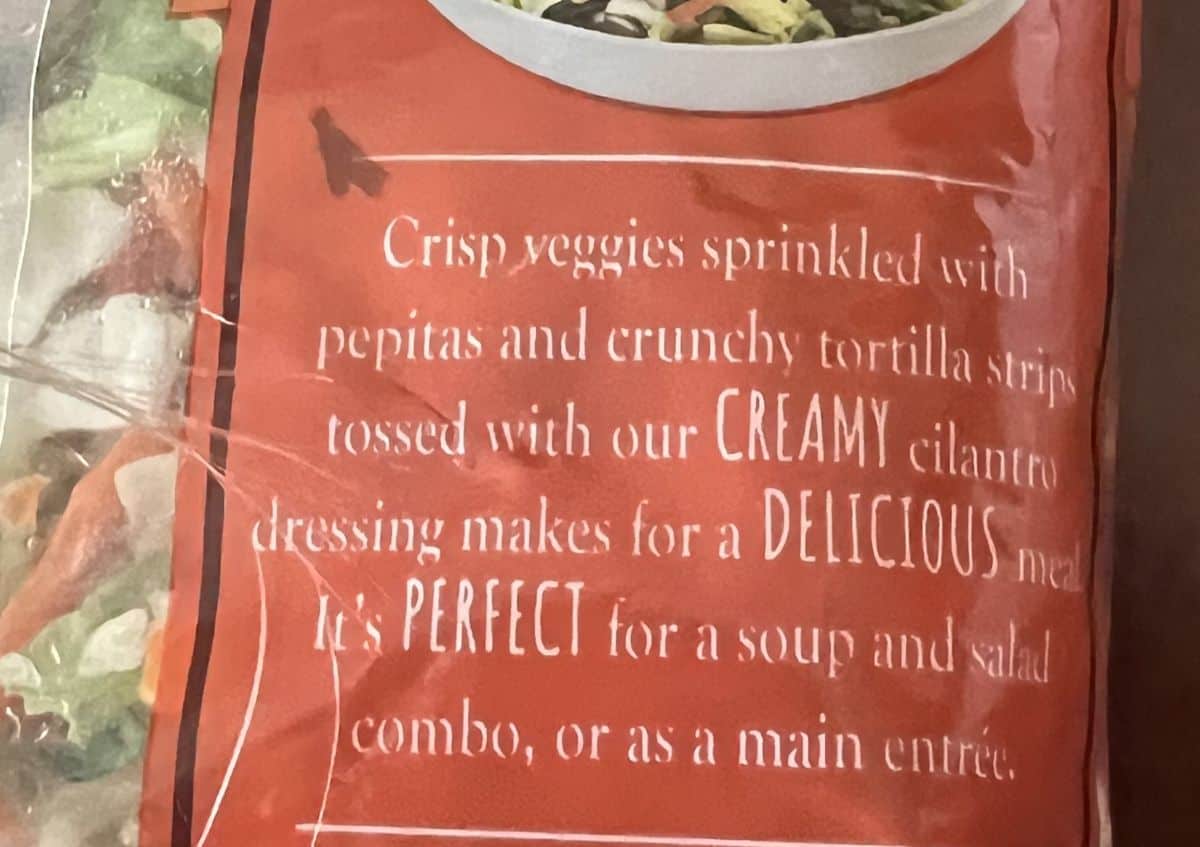 Crisp veggies sprinkled with
pepitas and crunchy tortilla strips
tossed with our CREAMY cilantro
dressing makes for a DELICIOUS meal
It's PERFECT for a soup and salad
combo, or as a main entrée.